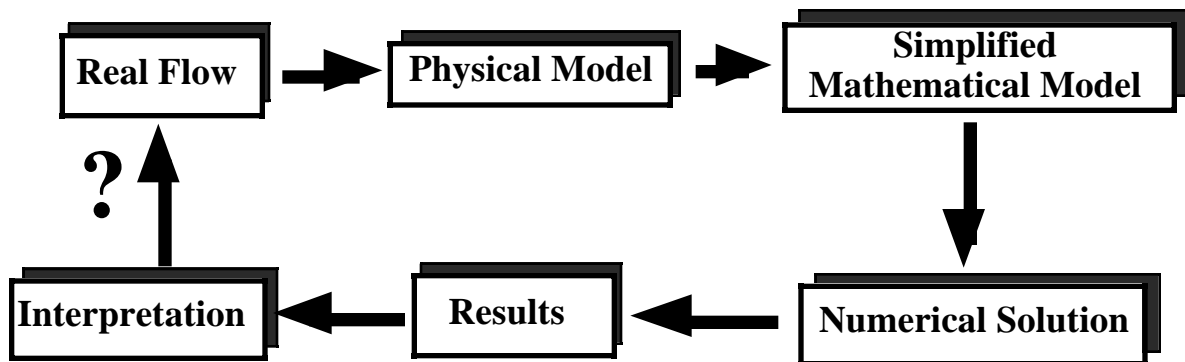 Real Flow
Physical Model
Simplified
Mathematical Model
?
Interpretation
Results
Numerical Solution